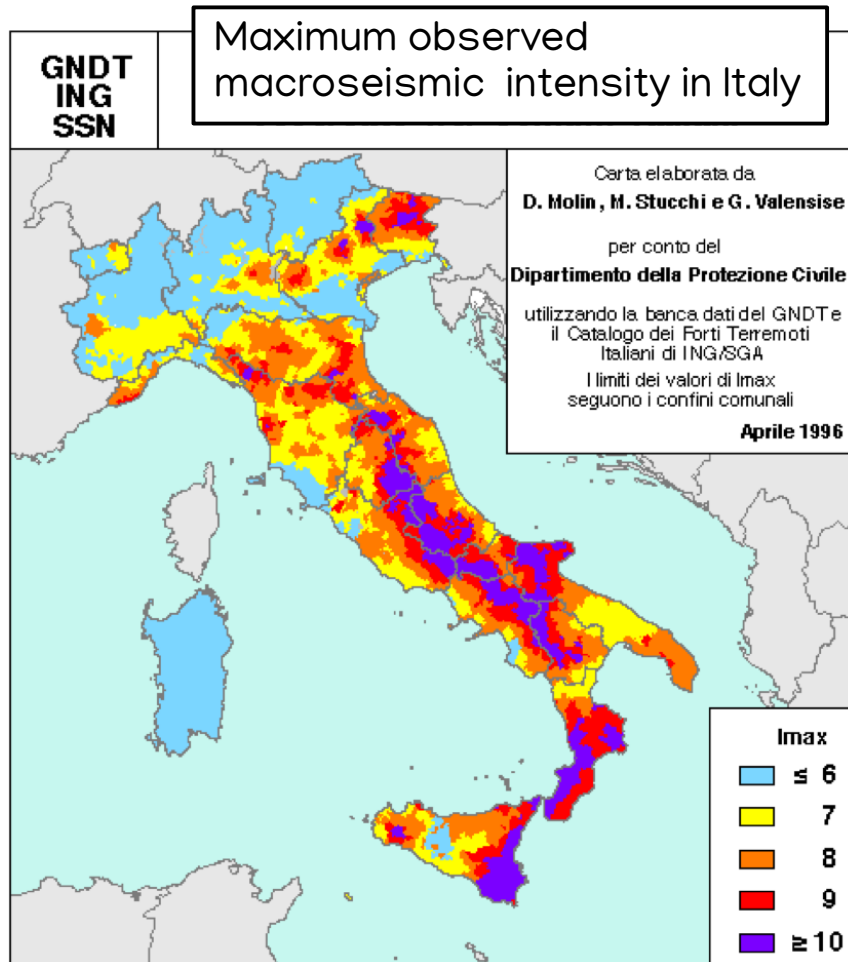 Maximum observed
macroseismic intensity in Italy
GNDT
ING
SSN
Carta elaborata da
D. Molin, M. Stucchi e G. Valensise
per conto del
Dipartimento della Protezione Civile
utilizzando la banca dati del GNDT e
il Catalogo dei Forti Terremoti
Italiani di ING/SGA
I limiti dei valori di Imax
seguono i confini comunali
Aprile 1996
Imax
≤ 6
7
8
9
≥ 10